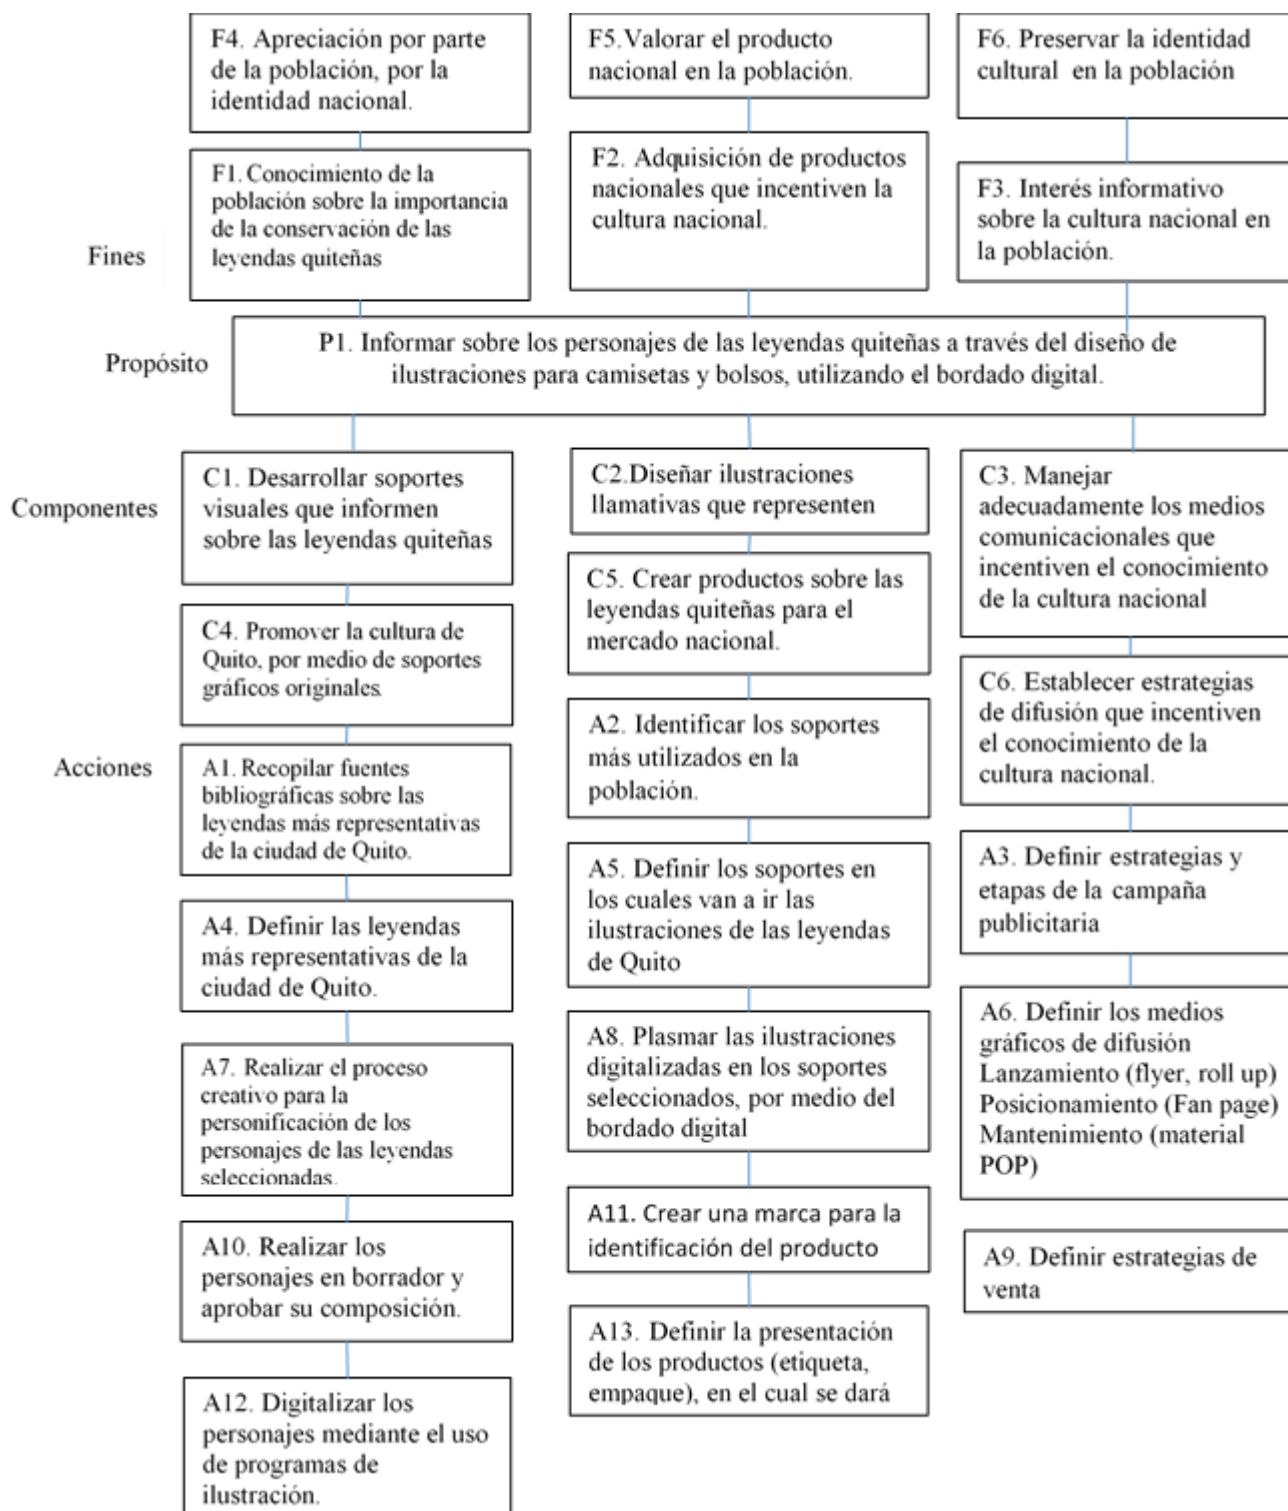 F4. Apreciación por parte
de la población, por la
identidad nacional.
F5.Valorar el producto
nacional en la población.
F6. Preservar la identidad
cultural en la población
F1. Conocimiento de la
población sobre la importancia
de la conservación de las
leyendas quiteñas
F2. Adquisición de productos
nacionales que incentiven la
cultura nacional.
F3. Interés informativo
sobre la cultura nacional en
la población.
Fines
Propósito
P1. Informar sobre los personajes de las leyendas quiteñas a través del diseño de
ilustraciones para camisetas y bolsos, utilizando el bordado digital.
Componentes
C1. Desarrollar soportes
visuales que informen
sobre las leyendas quiteñas
C2.Diseñar ilustraciones
llamativas que representen
C3. Manejar
adecuadamente los medios
comunicacionales que
incentiven el conocimiento
de la cultura nacional
C4. Promover la cultura de
Quito, por medio de soportes
gráficos originales.
C5. Crear productos sobre las
leyendas quiteñas para el
mercado nacional.
C6. Establecer estrategias
de difusión que incentiven
el conocimiento de la
cultura nacional.
Acciones
A1. Recopilar fuentes
bibliográficas sobre las
leyendas más representativas
de la ciudad de Quito.
A2. Identificar los soportes
más utilizados en la
población.
A3. Definir estrategias y
etapas de la campaña
publicitaria
A4. Definir las leyendas
más representativas de la
ciudad de Quito.
A5. Definir los soportes en
los cuales van a ir las
ilustraciones de las leyendas
de Quito
A6. Definir los medios
gráficos de difusión
Lanzamiento (flyer, roll up)
Posicionamiento (Fan page)
Mantenimiento (material
POP)
A7. Realizar el proceso
creativo para la
personificación de los
personajes de las leyendas
seleccionadas.
A8. Plasmar las ilustraciones
digitalizadas en los soportes
seleccionados, por medio del
bordado digital
A9. Definir estrategias de
venta
A10. Realizar los
personajes en borrador y
aprobar su composición.
A11. Crear una marca para la
identificación del producto
A12. Digitalizar los
personajes mediante el uso
de programas de
ilustración.
A13. Definir la presentación
de los productos (etiqueta,
empaque), en el cual se dará